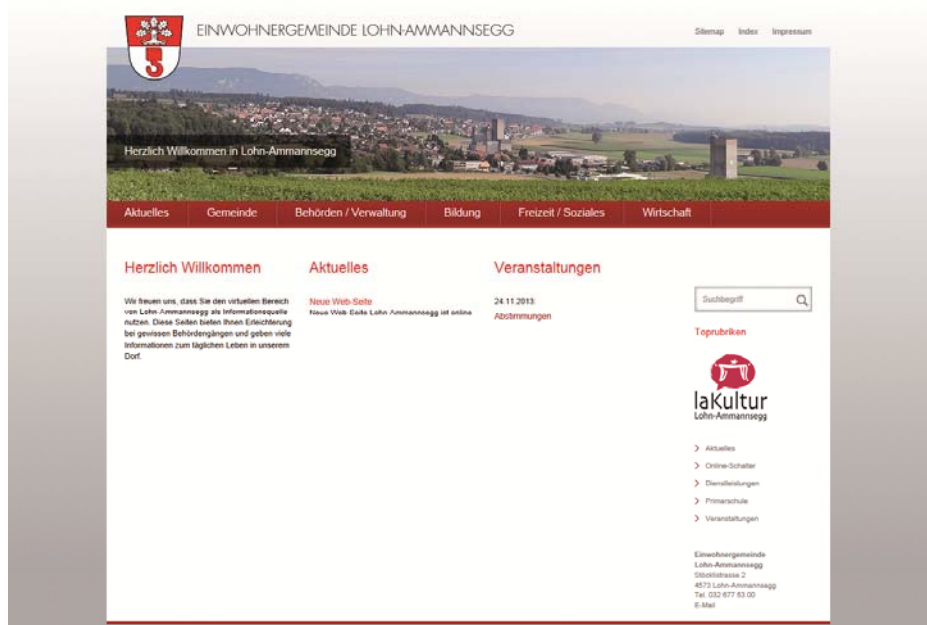 EINWOHNERGEMEINDE LOHN-AMMANNSEGG
Sitemap Index Impressum
Herzlich Willkommen in Lohn-Ammannsegg
Aktuelles Gemeinde Behörden / Verwaltung Bildung Freizeit / Soziales Wirtschaft
Herzlich Willkommen
Wir freuen uns, dass Sie den virtuellen Bereich
von Lohn-Ammannsegg als Informationsquelle
nutzen. Diese Seiten bieten Ihnen Erleichterung
bei gewissen Behördengängen und geben viele
Informationen zum täglichen Leben in unserem
Dorf.
Aktuelles
Neue Web-Seite
Neue Web-Seite Lohn-Ammannsegg ist online
Veranstaltungen
24.11.2013:
Abstimmungen
Suchbegriff
Toprubriken
laKultur
Lohn-Ammannsegg
Aktuelles
Online-Schalter
Dienstleistungen
Primarschule
Veranstaltungen
Einwohnergemeinde
Lohn-Ammannsegg
Stöcklistrasse 2
4573 Lohn-Ammannsegg
Tel. 032 677 53 00
E-Mail